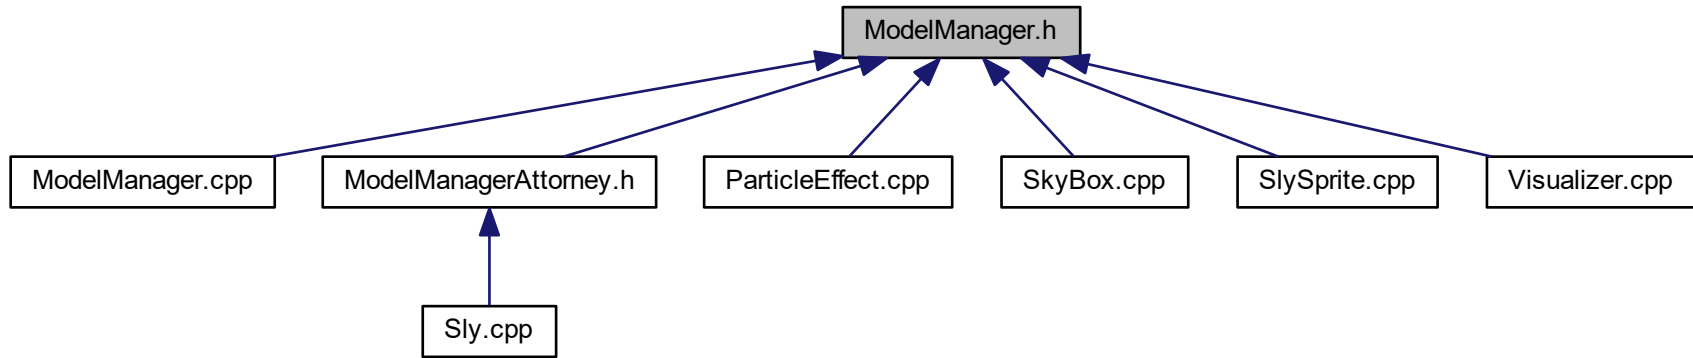 ModelManager.h
ModelManager.cpp
ModelManagerAttorney.h
ParticleEffect.cpp
SkyBox.cpp
SlySprite.cpp
Visualizer.cpp
Sly.cpp